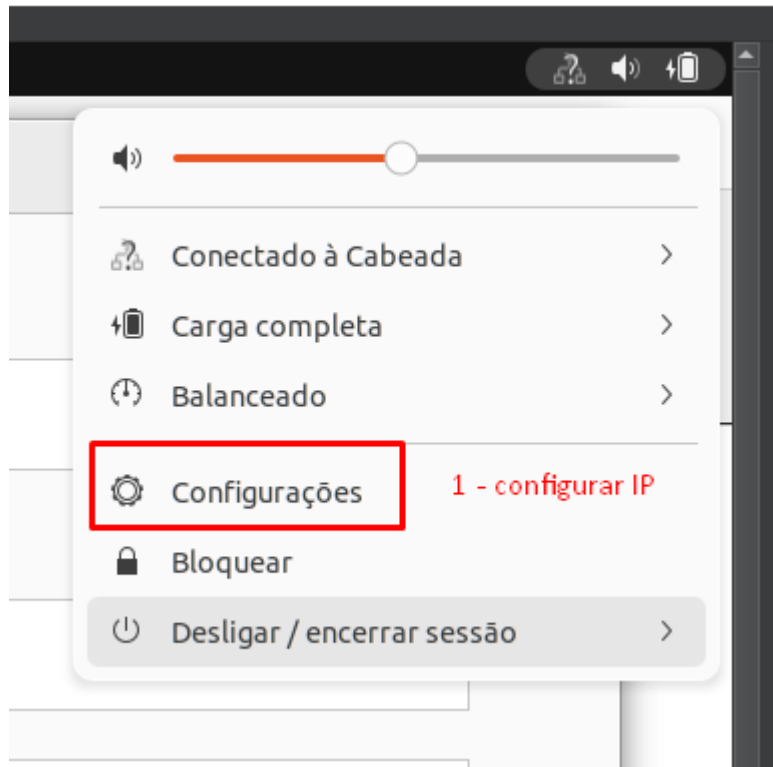 Conectado à Cabeada
Carga completa
Balanceado
Configurações
1 - configurar IP
Bloquear
Desligar / encerrar sessão